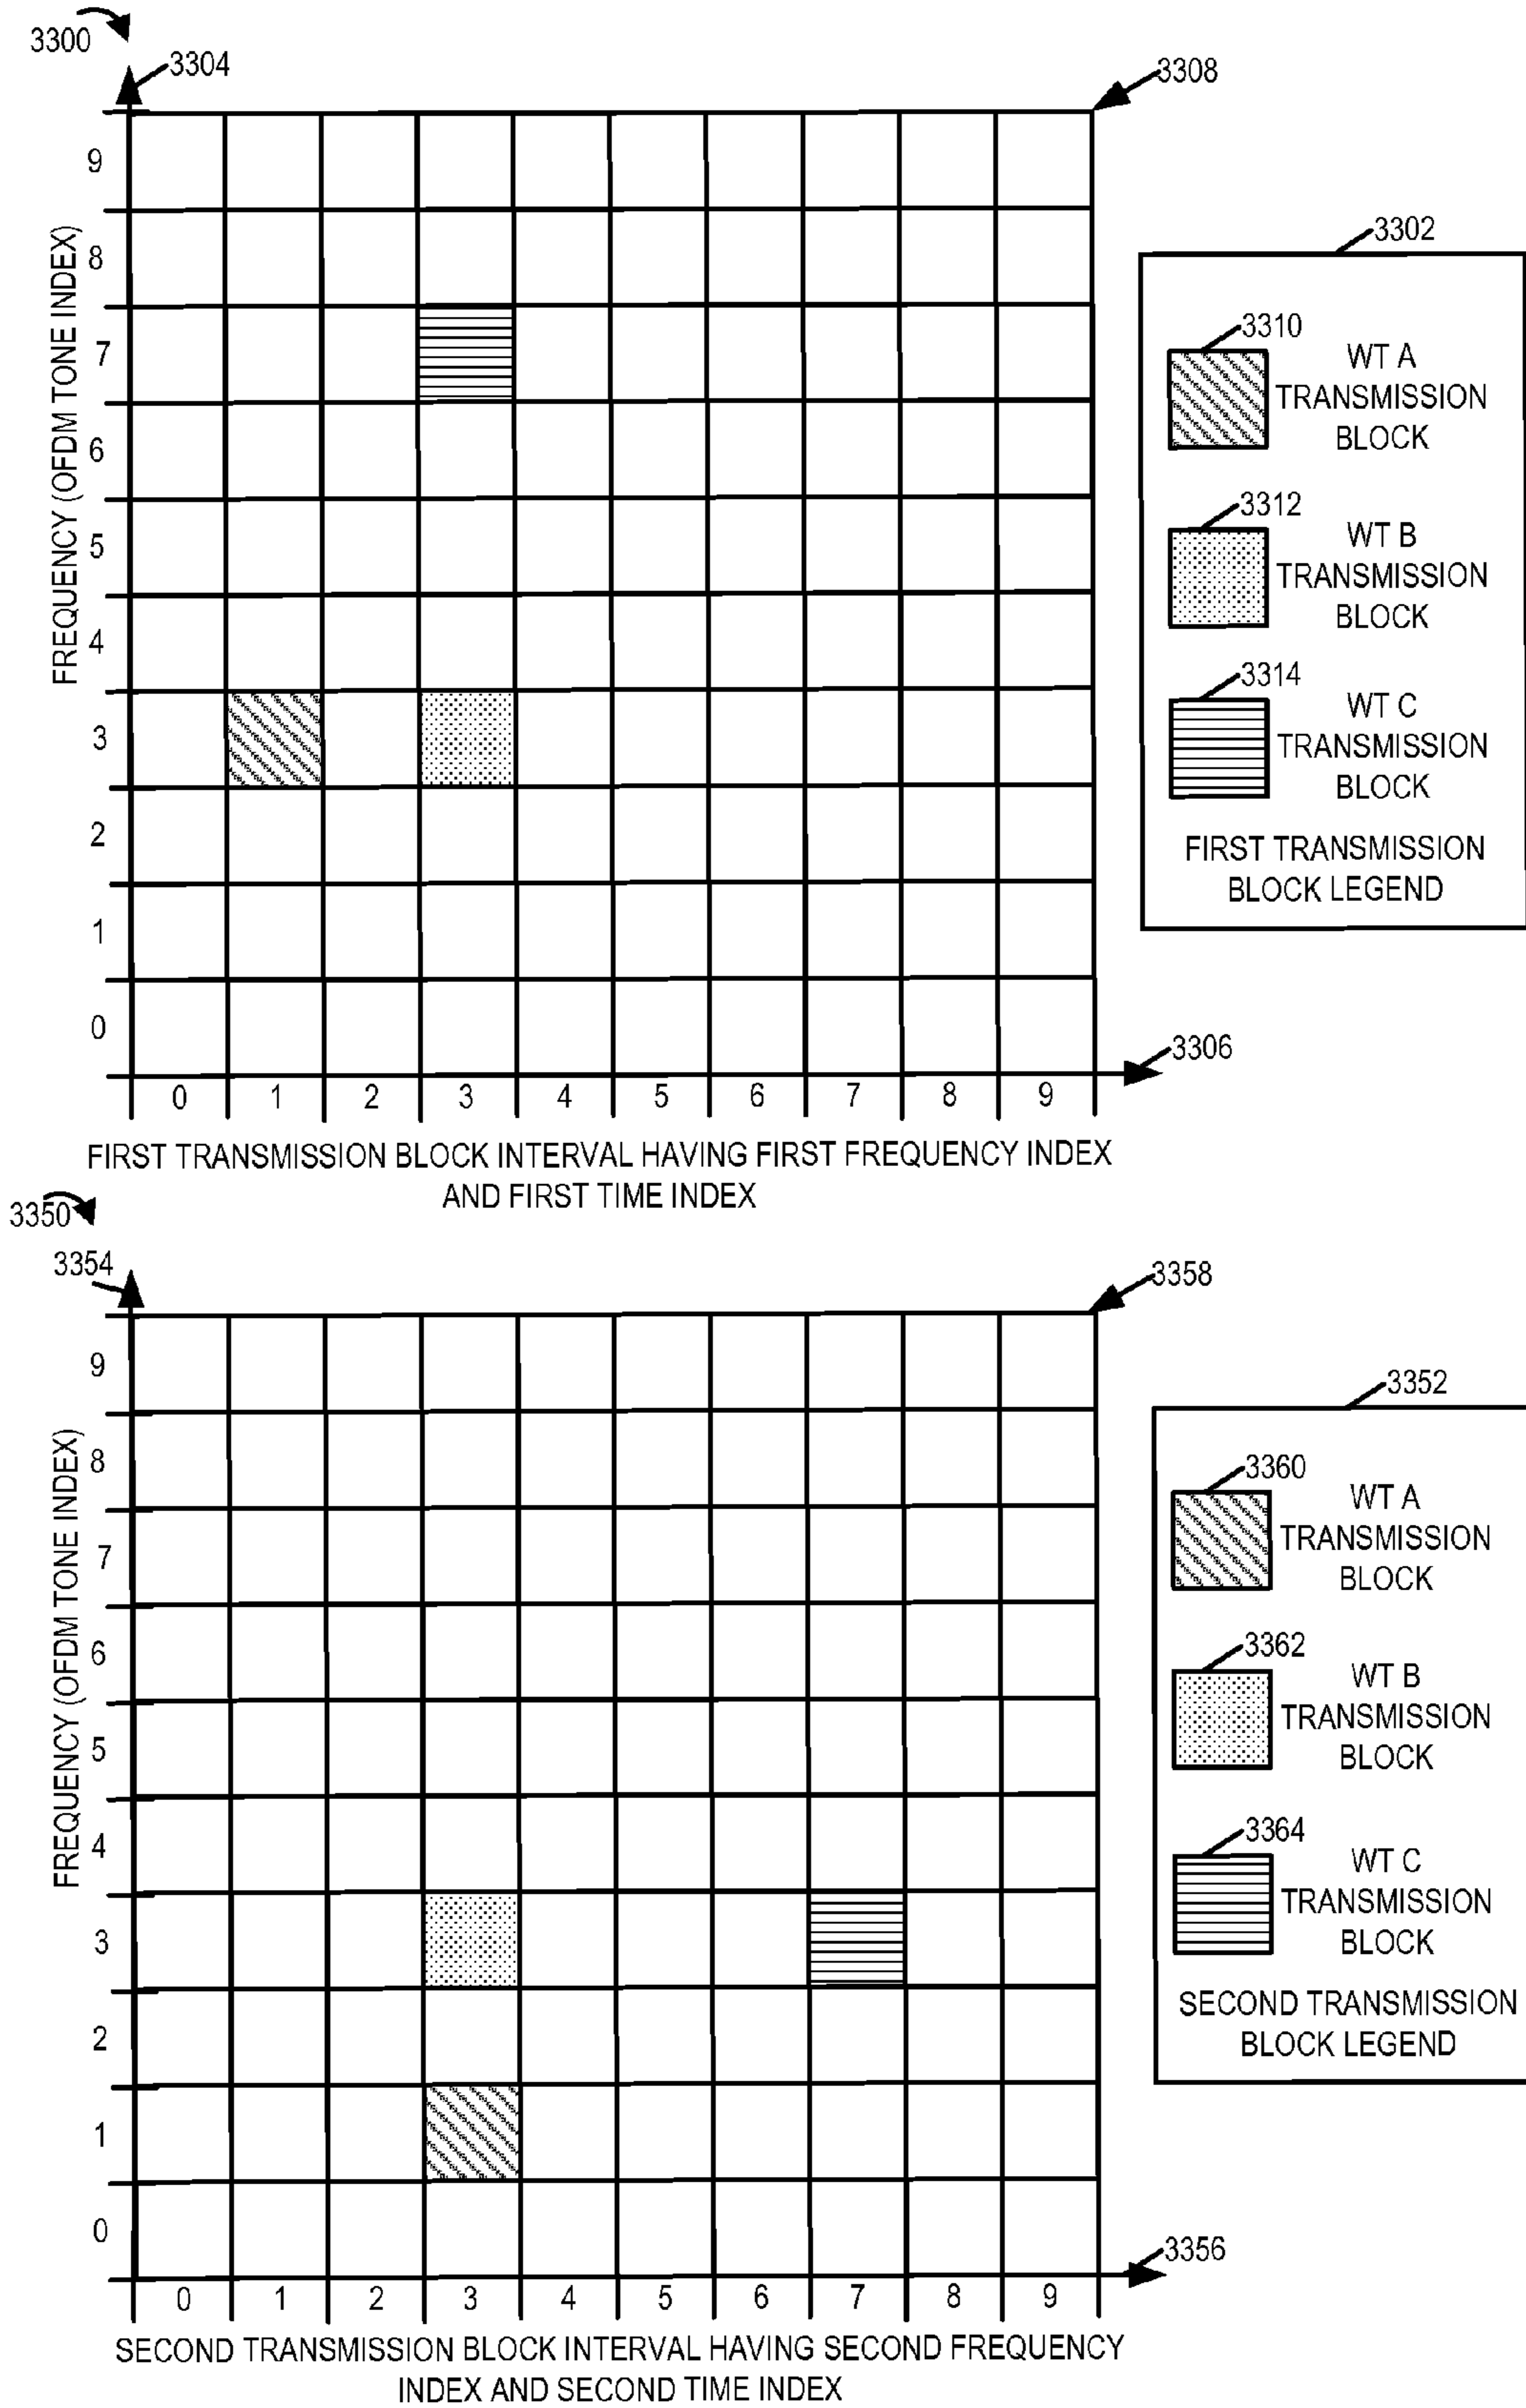 3300
3304
3308
FREQUENCY (OFDM TONE INDEX)
9
8
7
6
5
4
3
2
1
0
0 1 2 3 4 5 6 7 8 9
3306
FIRST TRANSMISSION BLOCK INTERVAL HAVING FIRST FREQUENCY INDEX
AND FIRST TIME INDEX
3302
3310
WT A
TRANSMISSION
BLOCK
3312
WT B
TRANSMISSION
BLOCK
3314
WT C
TRANSMISSION
BLOCK
FIRST TRANSMISSION
BLOCK LEGEND
3350
3354
3358
FREQUENCY (OFDM TONE INDEX)
9
8
7
6
5
4
3
2
1
0
0 1 2 3 4 5 6 7 8 9
3356
SECOND TRANSMISSION BLOCK INTERVAL HAVING SECOND FREQUENCY
INDEX AND SECOND TIME INDEX
3352
3360
WT A
TRANSMISSION
BLOCK
3362
WT B
TRANSMISSION
BLOCK
3364
WT C
TRANSMISSION
BLOCK
SECOND TRANSMISSION
BLOCK LEGEND